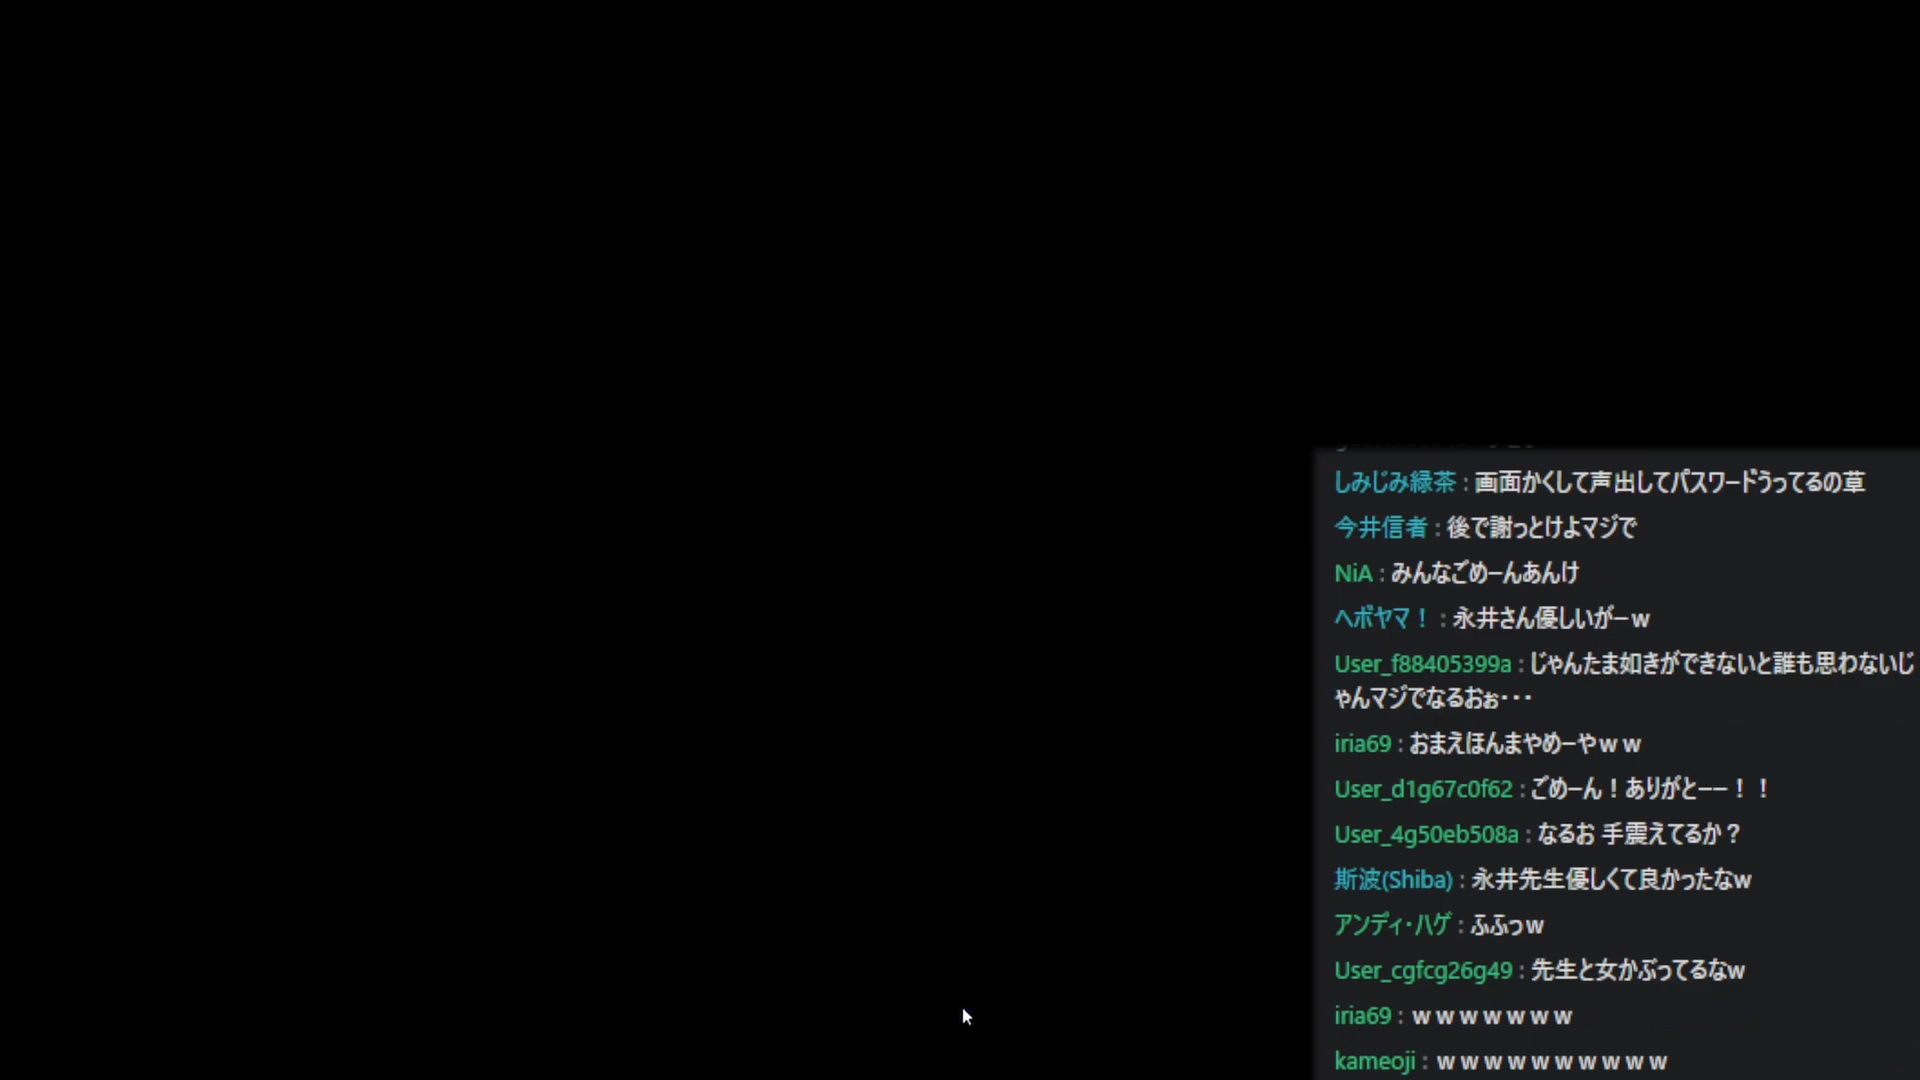 しみじみ緑茶 : 画面かくして声出してパスワードうってるの草
今井信者 : 後で謝っとけよマジで
NiA : みんなごめーんあんけ
ヘボヤマ！ : 永井さん優しいがーｗ
User_f88405399a : じゃんたま如きができないと誰も思わないじ
ゃんマジでなるおぉ･･･
iria69 : おまえほんまやめーやｗｗ
User_d1g67c0f62 : ごめーん！ありがとーー！！
User_4g50eb508a : なるお 手震えてるか？
斯波(Shiba) : 永井先生優しくて良かったなw
アンディ・ハゲ : ふふっｗ
User_cgfcg26g49 : 先生と女かぶってるなw
iria69 : ｗｗｗｗｗｗｗ
kameoji : ｗｗｗｗｗｗｗｗｗｗ